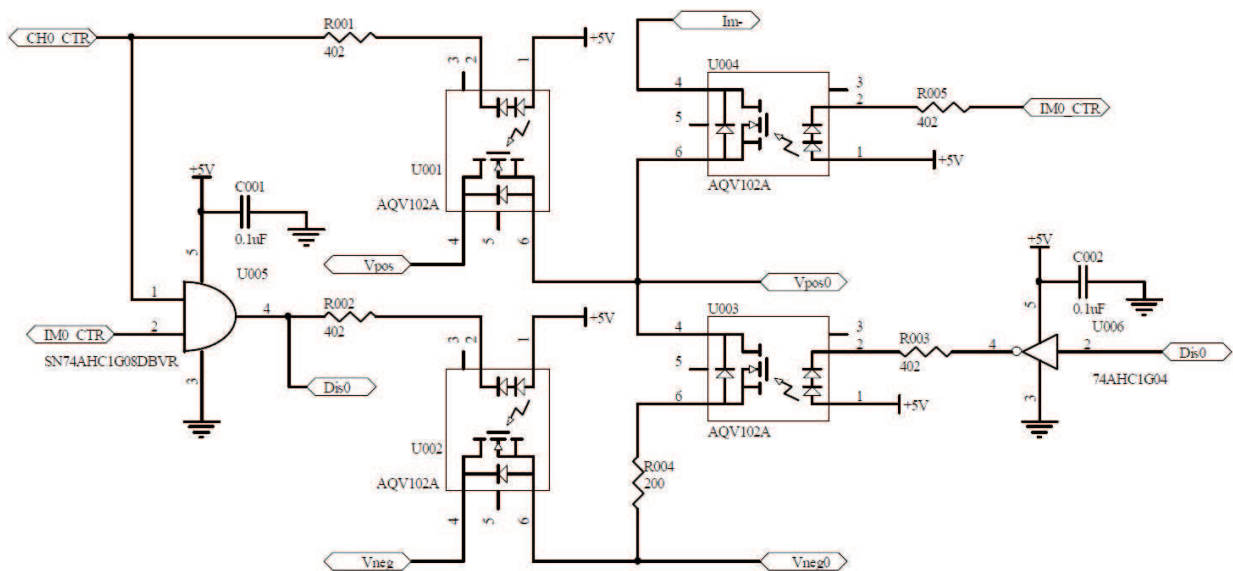 CH0_CTR
R001
402
3
2
1
+5V
U001
AQV102A
4
5
6
Vpos
Im-
U004
4
3
5
2
6
1
R005
402
IM0_CTR
+5V
AQV102A
+5V
C001
0.1uF
5
U005
1
2
4
3
IM0_CTR
SN74AHC1G08DBVR
R002
402
Dis0
3
2
1
+5V
U002
AQV102A
4
5
6
Vneg
Vpos0
U003
4
3
5
2
6
1
R003
402
+5V
AQV102A
R004
200
Vneg0
+5V
C002
0.1uF
5
U006
4
2
3
74AHC1G04
Dis0